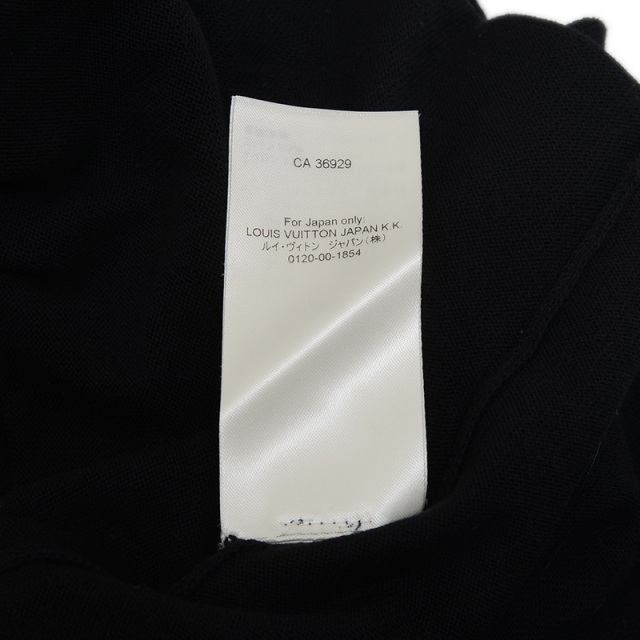 CA 36929
For Japan only:
LOUIS VUITTON JAPAN K.K.
ルイ・ヴィトン ジャパン(株)
0120-00-1854